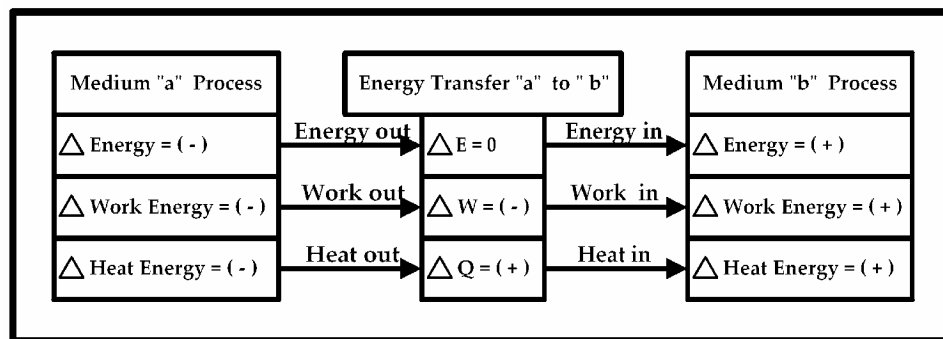 Medium "a" Process
Energy Transfer "a" to " b"
Medium "b" Process
△ Energy = ( - )
Energy out
△ E = 0
Energy in
△ Energy = ( + )
△ Work Energy = ( - )
Work out
△ W = ( - )
Work in
△ Work Energy = ( + )
△ Heat Energy = ( - )
Heat out
△ Q = ( + )
Heat in
△ Heat Energy = ( + )